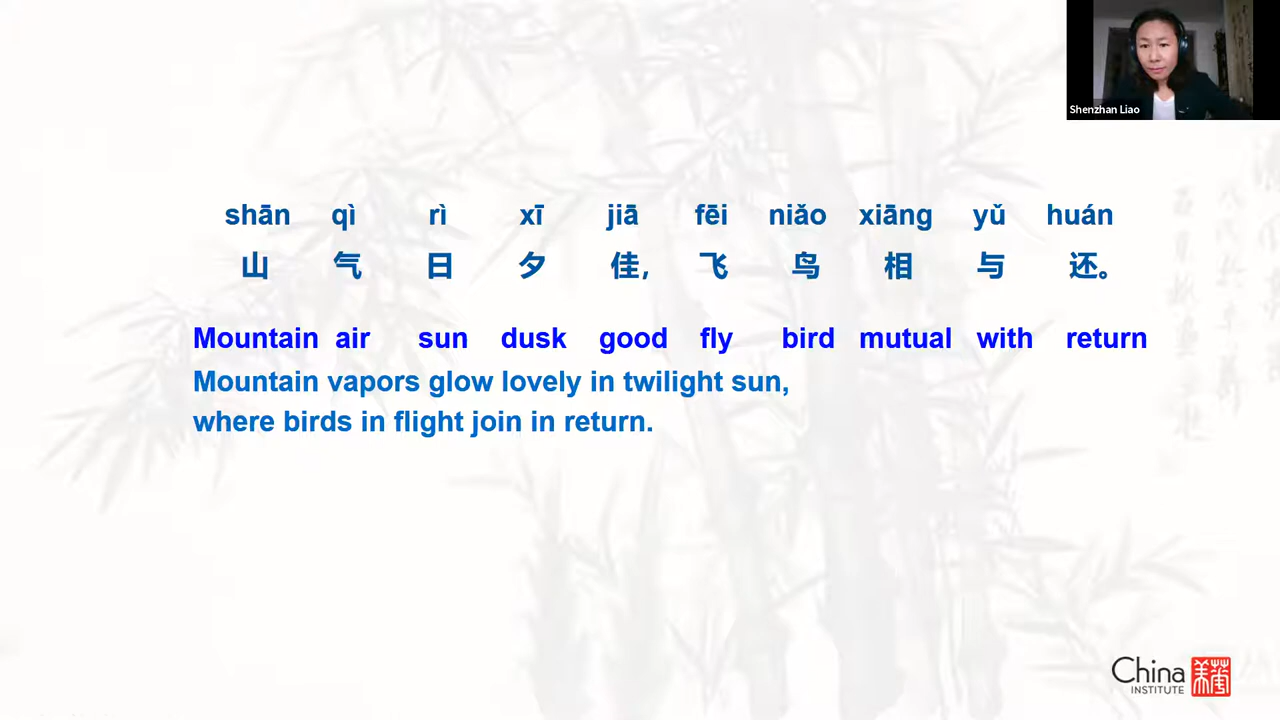 Shenzhan Liao
shān qì rì xī jiā fēi niǎo xiāng yǔ huán
山 气 日 夕 佳, 飞 鸟 相 与 还。
Mountain air sun dusk good fly bird mutual with return
Mountain vapors glow lovely in twilight sun,
where birds in flight join in return.
China
INSTITUTE